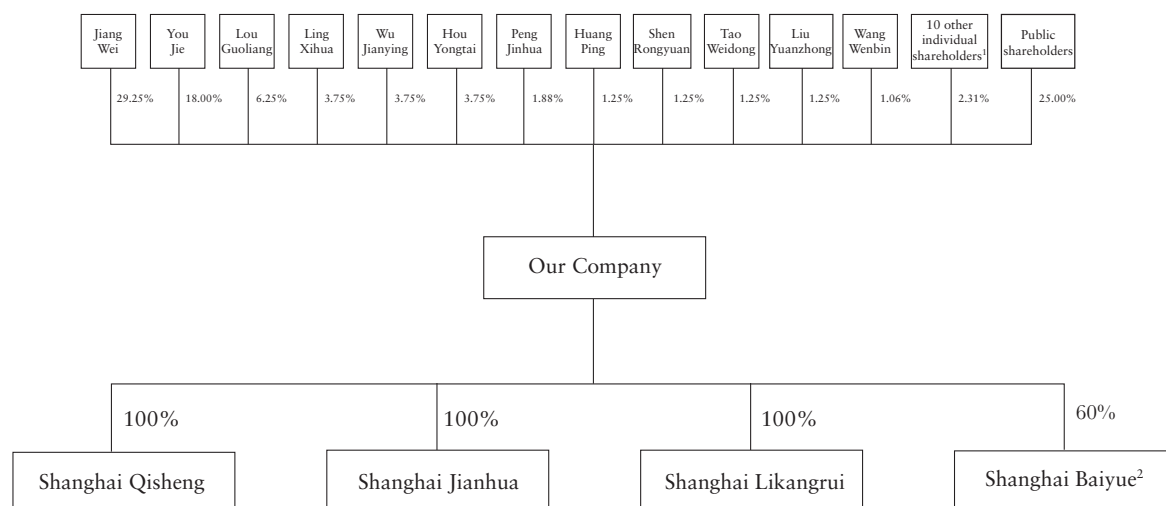 Jiang
Wei
You
Jie
Lou
Guoliang
Ling
Xihua
Wu
Jianying
Hou
Yongtai
Peng
Jinhua
Huang
Ping
Shen
Rongyuan
Tao
Weidong
Liu
Yuanzhong
Wang
Wenbin
10 other
individual
shareholders¹
Public
shareholders
29.25%
18.00%
6.25%
3.75%
3.75%
3.75%
1.88%
1.25%
1.25%
1.25%
1.25%
1.06%
2.31%
25.00%
Our Company
100%
100%
100%
60%
Shanghai Qisheng
Shanghai Jianhua
Shanghai Likangrui
Shanghai Baiyue²